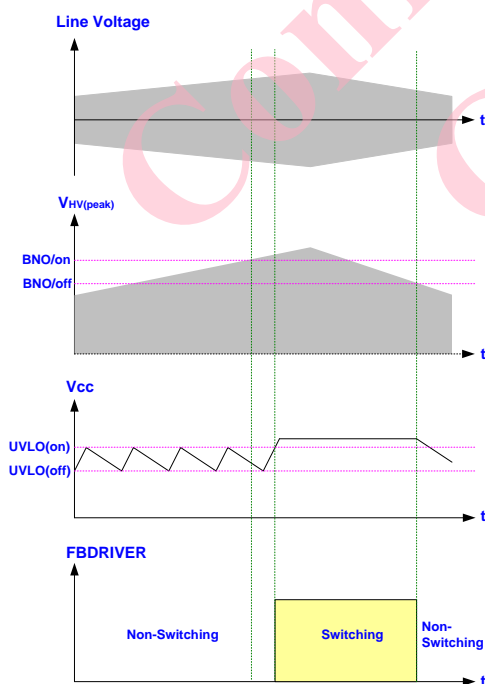 Line Voltage
t
VHV(peak)
BNO/on
BNO/off
t
Vcc
UVLO(on)
UVLO(off)
t
FBDRIVER
Non-Switching
Switching
Non-
Switching
t